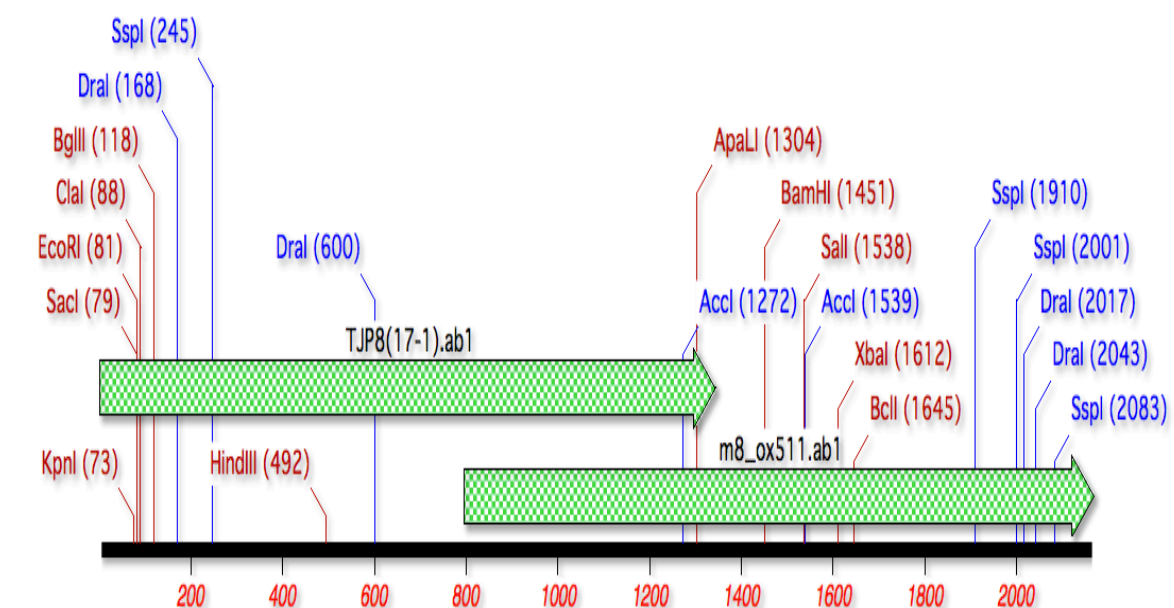 SspI (245)
DraI (168)
BglII (118)
ApaLI (1304)
ClaI (88)
BamHI (1451)
SspI (1910)
EcoRI (81)
DraI (600)
SalI (1538)
SspI (2001)
SacI (79)
AccI (1272)
AccI (1539)
DraI (2017)
TJP8(17-1).ab1
XbaI (1612)
DraI (2043)
BclI (1645)
SspI (2083)
m8_ox511.ab1
KpnI (73)
HindIII (492)
200 400 600 800 1000 1200 1400 1600 1800 2000